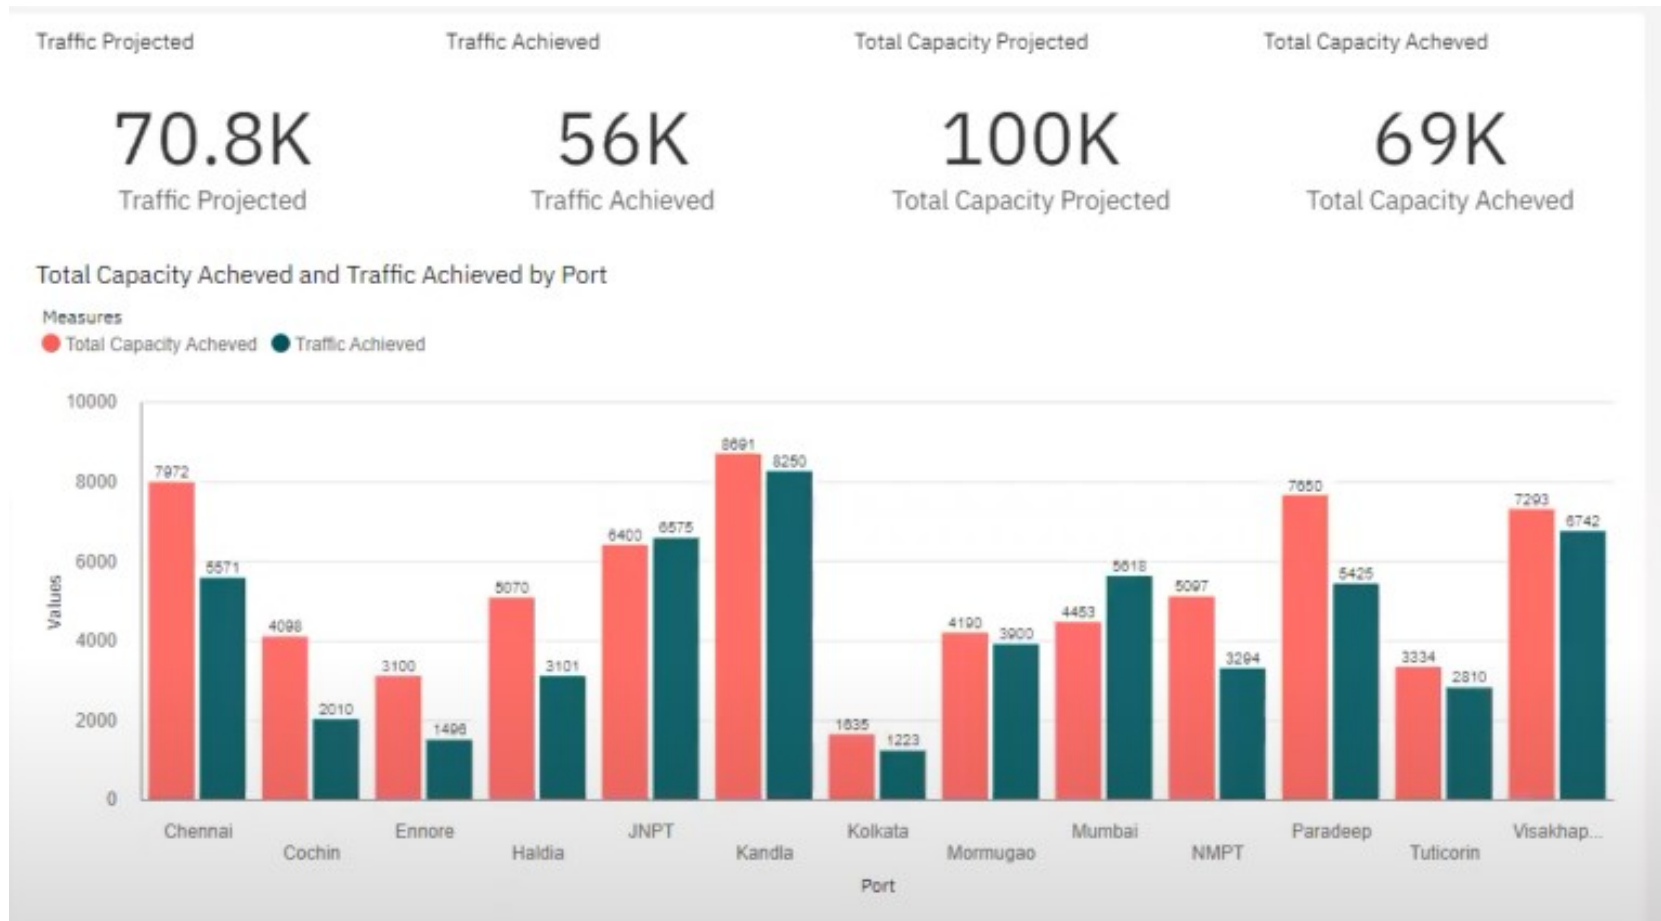 Traffic Projected Traffic Achieved Total Capacity Projected Total Capacity Acheved
70.8K 56K 100K 69K
Traffic Projected Traffic Achieved Total Capacity Projected Total Capacity Acheved
Total Capacity Acheved and Traffic Achieved by Port
Measures
Total Capacity Acheved Traffic Achieved
10000
8691
8250
7972 7650
8000
7293
6742
6400 6575
6000
5571 5618
5425
5070 5097
Values
4453
4098 4190
4000
3900
3100 3101 3294 3334
2810
2010
2000
1496 1635
1223
0
Chennai Ennore JNPT Kolkata Mumbai Paradeep Visakhap...
Cochin Haldia Kandla Mormugao NMPT Tuticorin
Port